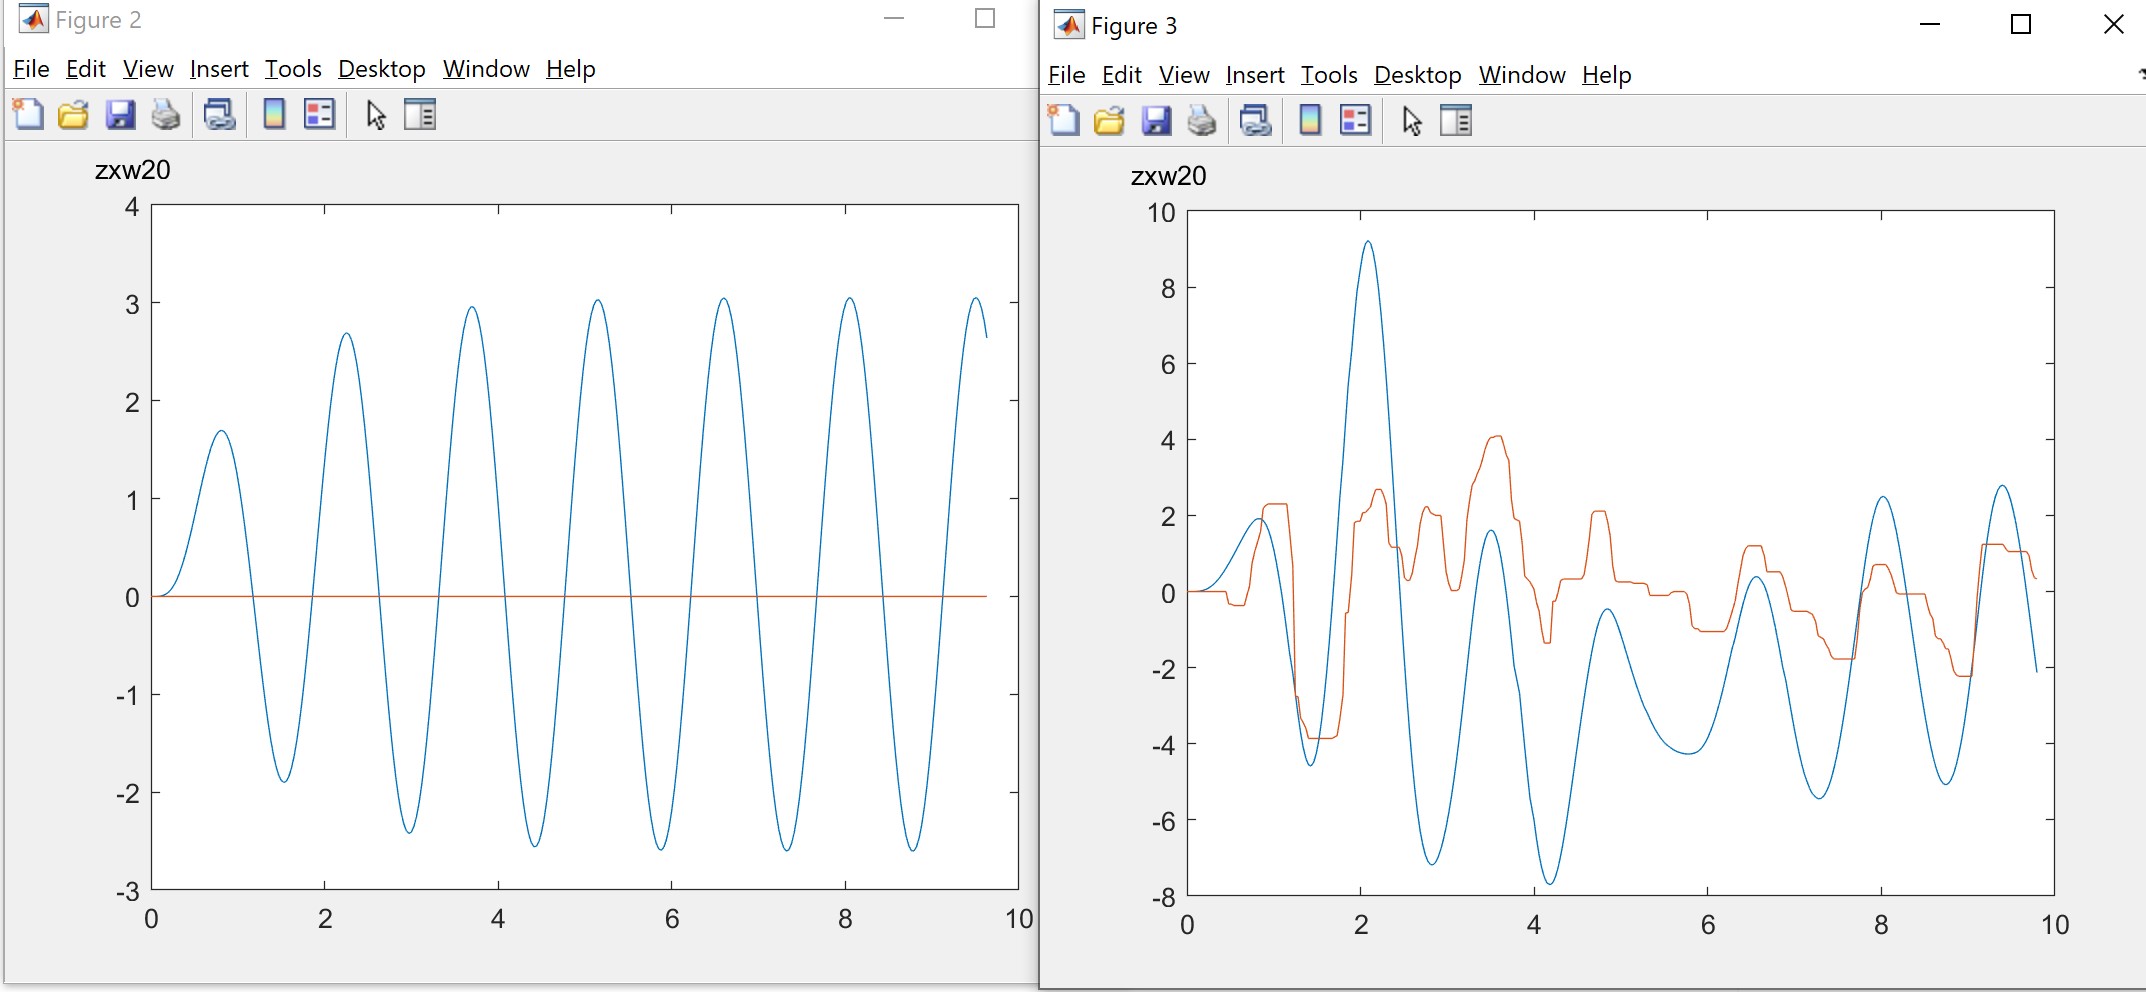 Figure 2
File Edit View Insert Tools Desktop Window Help
zxw20
4
3
2
1
0
-1
-2
-3
0 2 4 6 8 10
Figure 3
File Edit View Insert Tools Desktop Window Help
zxw20
10
8
6
4
2
0
-2
-4
-6
-8
0 2 4 6 8 10